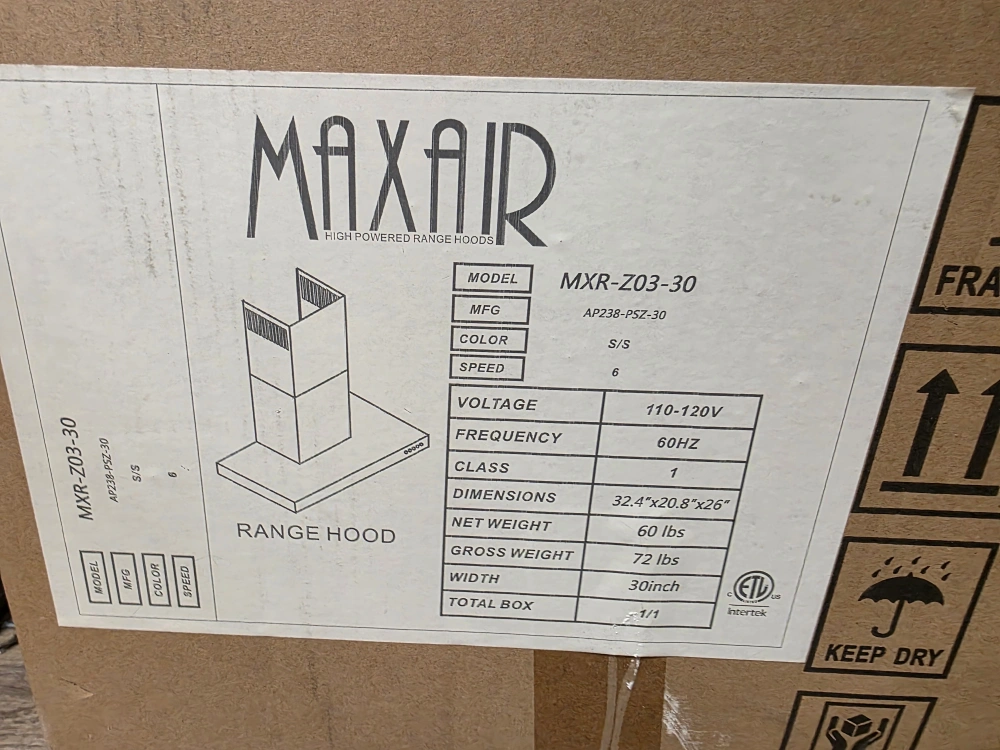 MAXAIR
HIGH POWERED RANGE HOODS
MODEL MXR-Z03-30
MFG AP238-PSZ-30
COLOR S/S
SPEED 6
VOLTAGE 110-120V
FREQUENCY 60HZ
CLASS 1
DIMENSIONS 32.4"x20.8"x26"
NET WEIGHT 60 lbs
GROSS WEIGHT 72 lbs
WIDTH 30inch
TOTAL BOX 1/1
RANGE HOOD
MODEL MXR-Z03-30
MFG AP238-PSZ-30
COLOR S/S
SPEED 6
C ETL US
Intertek
FRA
KEEP DRY